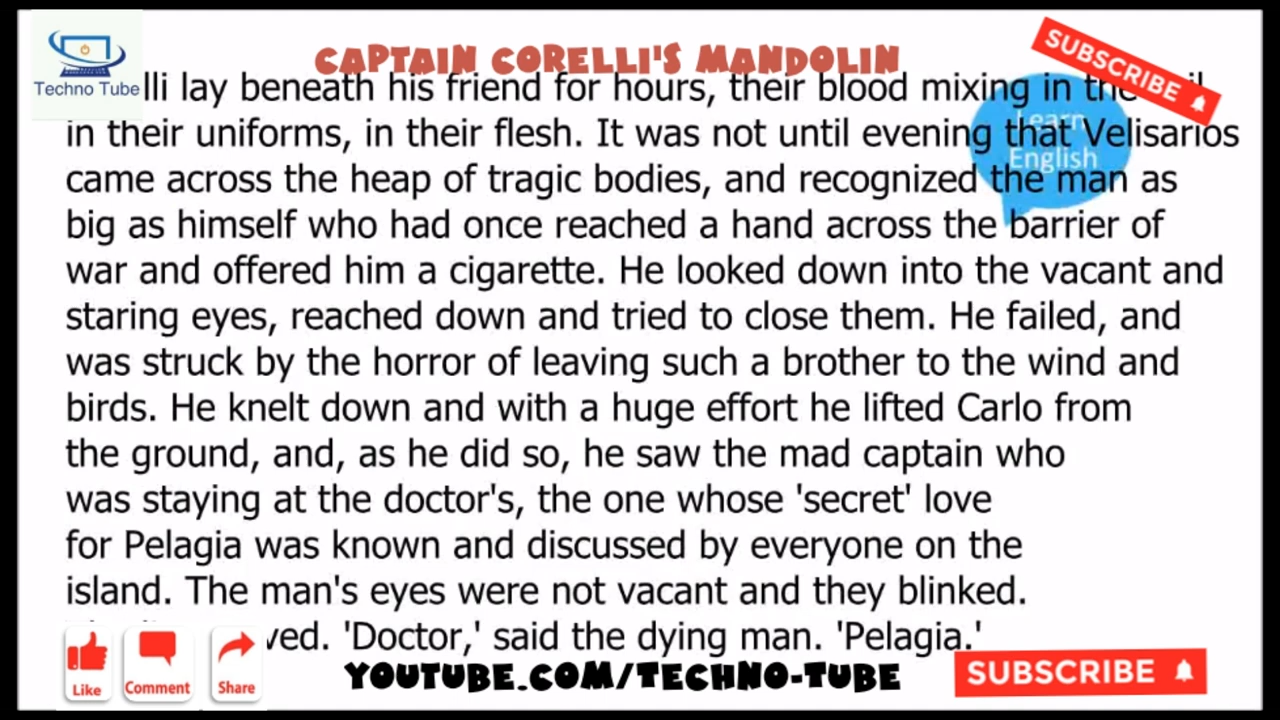 CAPTAIN CORELLI'S MANDOLIN
SUBSCRIBE
Techno Tube
lli lay beneath his friend for hours, their blood mixing in the
Learn
in their uniforms, in their flesh. It was not until evening that Velisarios
English
came across the heap of tragic bodies, and recognized the man as
big as himself who had once reached a hand across the barrier of
war and offered him a cigarette. He looked down into the vacant and
staring eyes, reached down and tried to close them. He failed, and
was struck by the horror of leaving such a brother to the wind and
birds. He knelt down and with a huge effort he lifted Carlo from
the ground, and, as he did so, he saw the mad captain who
was staying at the doctor's, the one whose 'secret' love
for Pelagia was known and discussed by everyone on the
island. The man's eyes were not vacant and they blinked.
ved. 'Doctor,' said the dying man. 'Pelagia.'
Like
Comment
Share
YOUTUBE.COM/TECHNO-TUBE
SUBSCRIBE